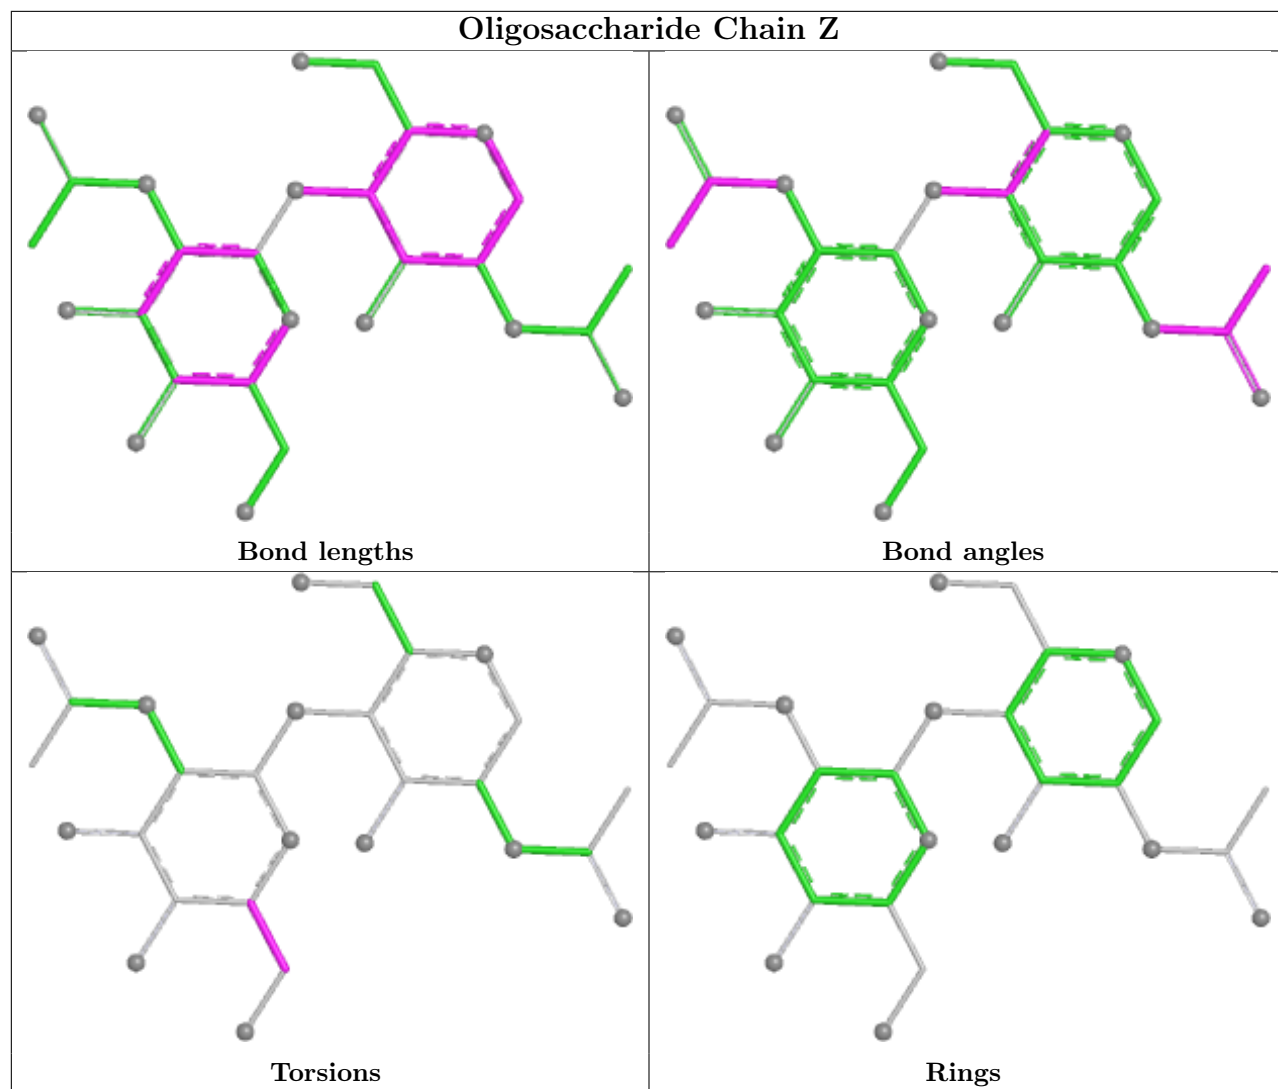 Oligosaccharide Chain Z
Bond lengths
Bond angles
Torsions
Rings